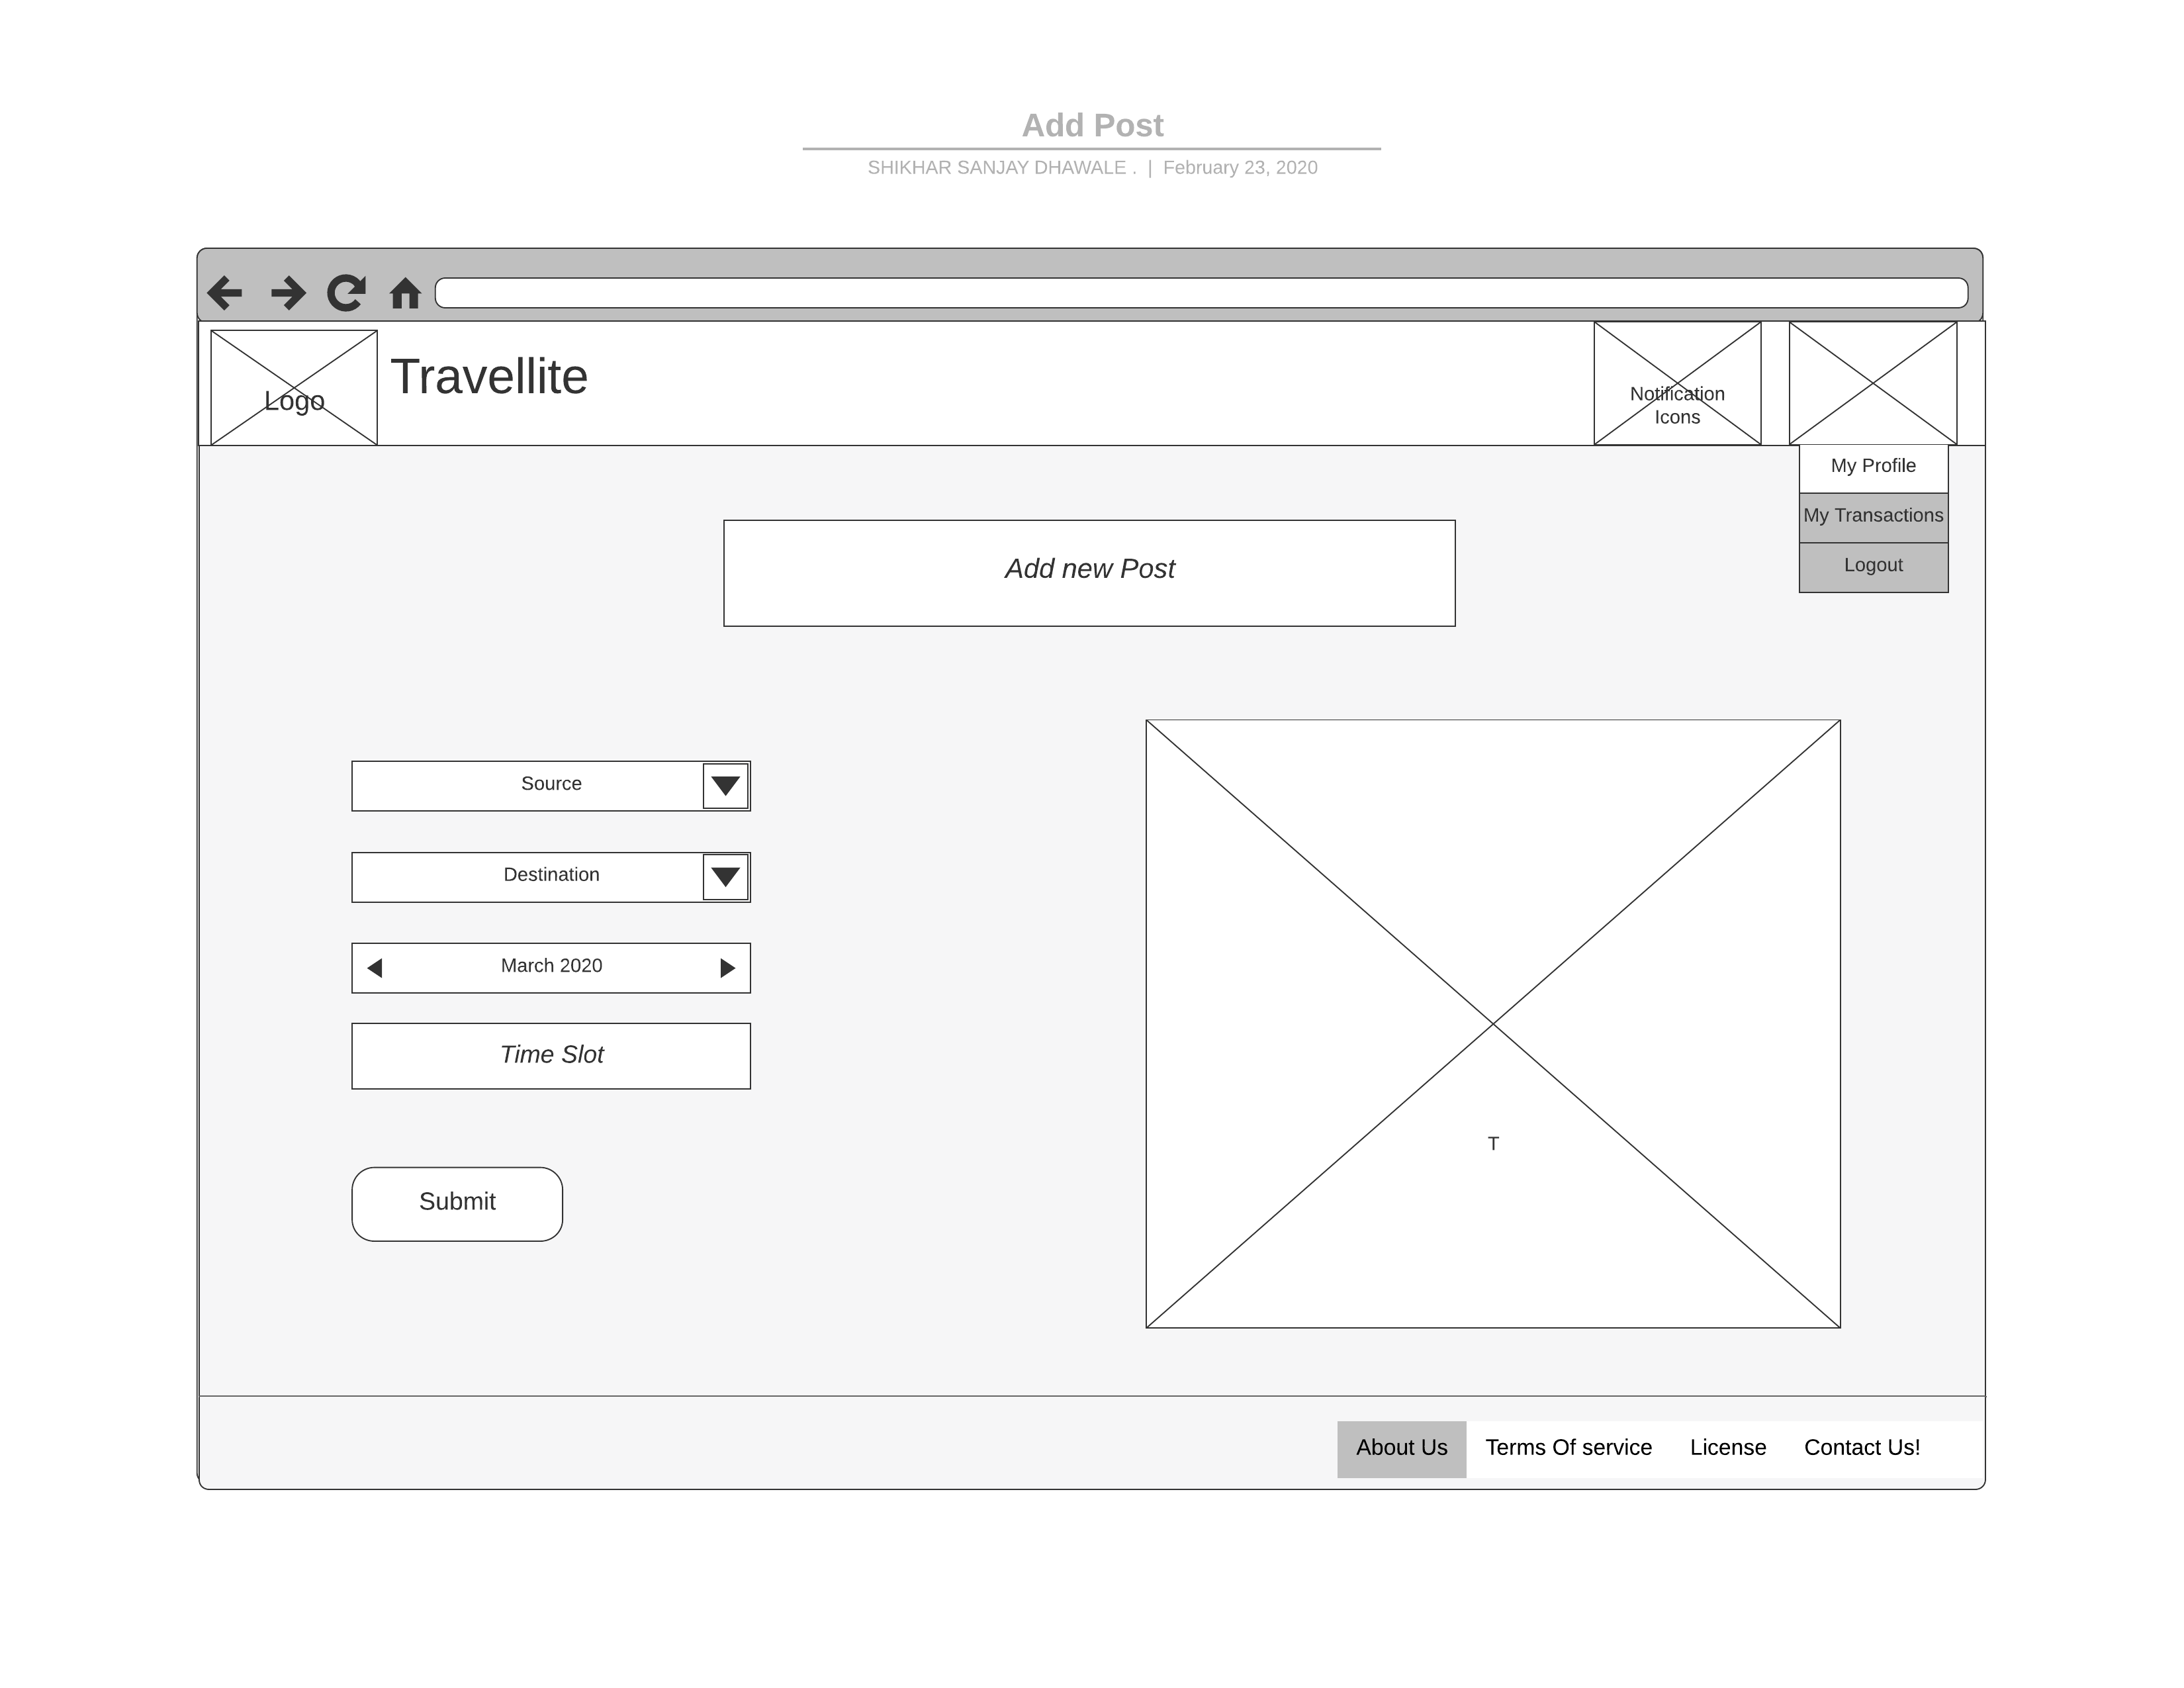 Add Post
SHIKHAR SANJAY DHAWALE . | February 23, 2020
Logo
Travellite
Notification
Icons
My Profile
My Transactions
Logout
Add new Post
Source
Destination
March 2020
Time Slot
Submit
T
About Us Terms Of service License Contact Us!